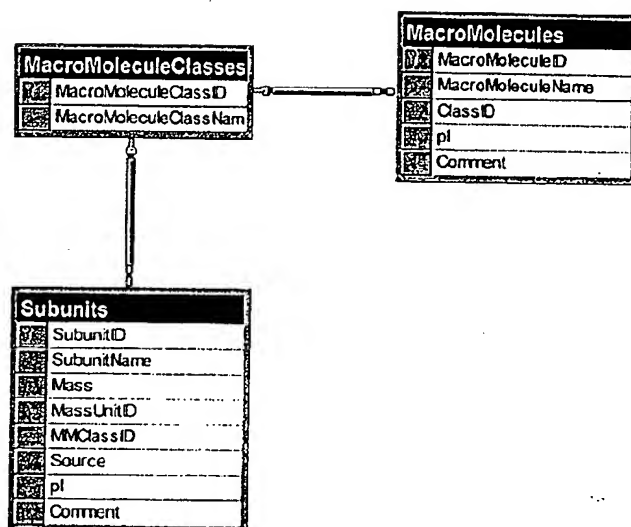 MacroMoleculeClasses
MacroMoleculeClassID
MacroMoleculeClassNam
MacroMolecules
MacroMoleculeID
MacroMoleculeName
ClassID
pI
Comment
Subunits
SubunitID
SubunitName
Mass
MassUnitID
MMClassID
Source
pI
Comment